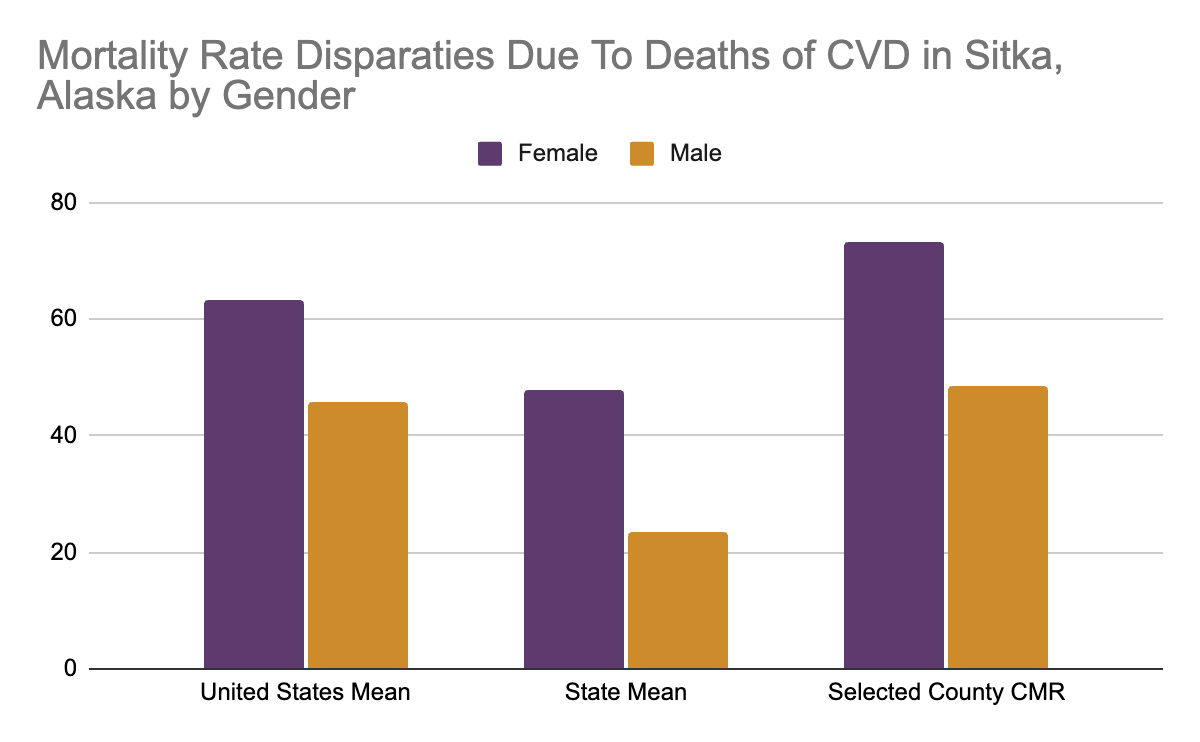 Mortality Rate Disparaties Due To Deaths of CVD in Sitka,
Alaska by Gender
Female Male
80
60
40
20
0
United States Mean State Mean Selected County CMR